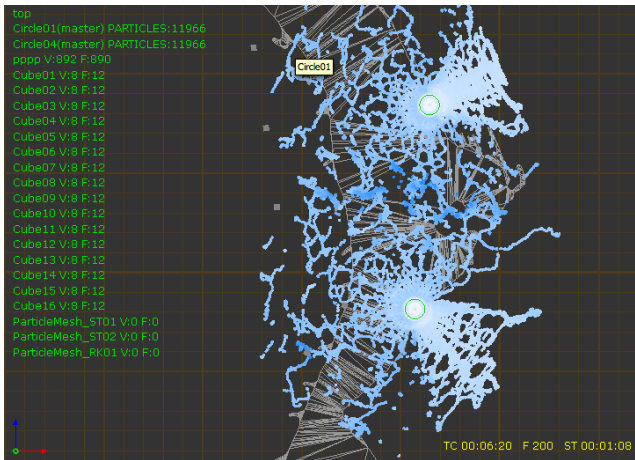 top
Circle01(master) PARTICLES:11966
Circle04(master) PARTICLES:11966
pppp V:892 F:890
Cube01 V:8 F:12
Cube02 V:8 F:12
Cube03 V:8 F:12
Cube04 V:8 F:12
Cube05 V:8 F:12
Cube06 V:8 F:12
Cube07 V:8 F:12
Cube08 V:8 F:12
Cube09 V:8 F:12
Cube10 V:8 F:12
Cube11 V:8 F:12
Cube12 V:8 F:12
Cube13 V:8 F:12
Cube14 V:8 F:12
Cube15 V:8 F:12
Cube16 V:8 F:12
ParticleMesh_ST01 V:0 F:0
ParticleMesh_ST02 V:0 F:0
ParticleMesh_RK01 V:0 F:0
Circle01
TC 00:06:20 F 200 ST 00:01:08